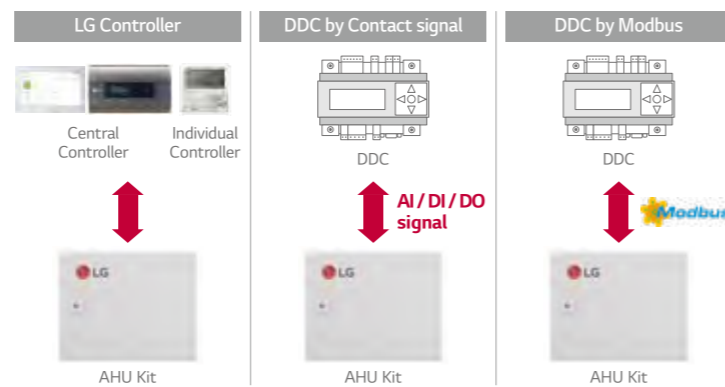 LG Controller
Central
Controller
Individual
Controller
LG
AHU Kit
DDC by Contact signal
DDC
AI / DI / DO
signal
LG
AHU Kit
DDC by Modbus
DDC
Modbus
LG
AHU Kit